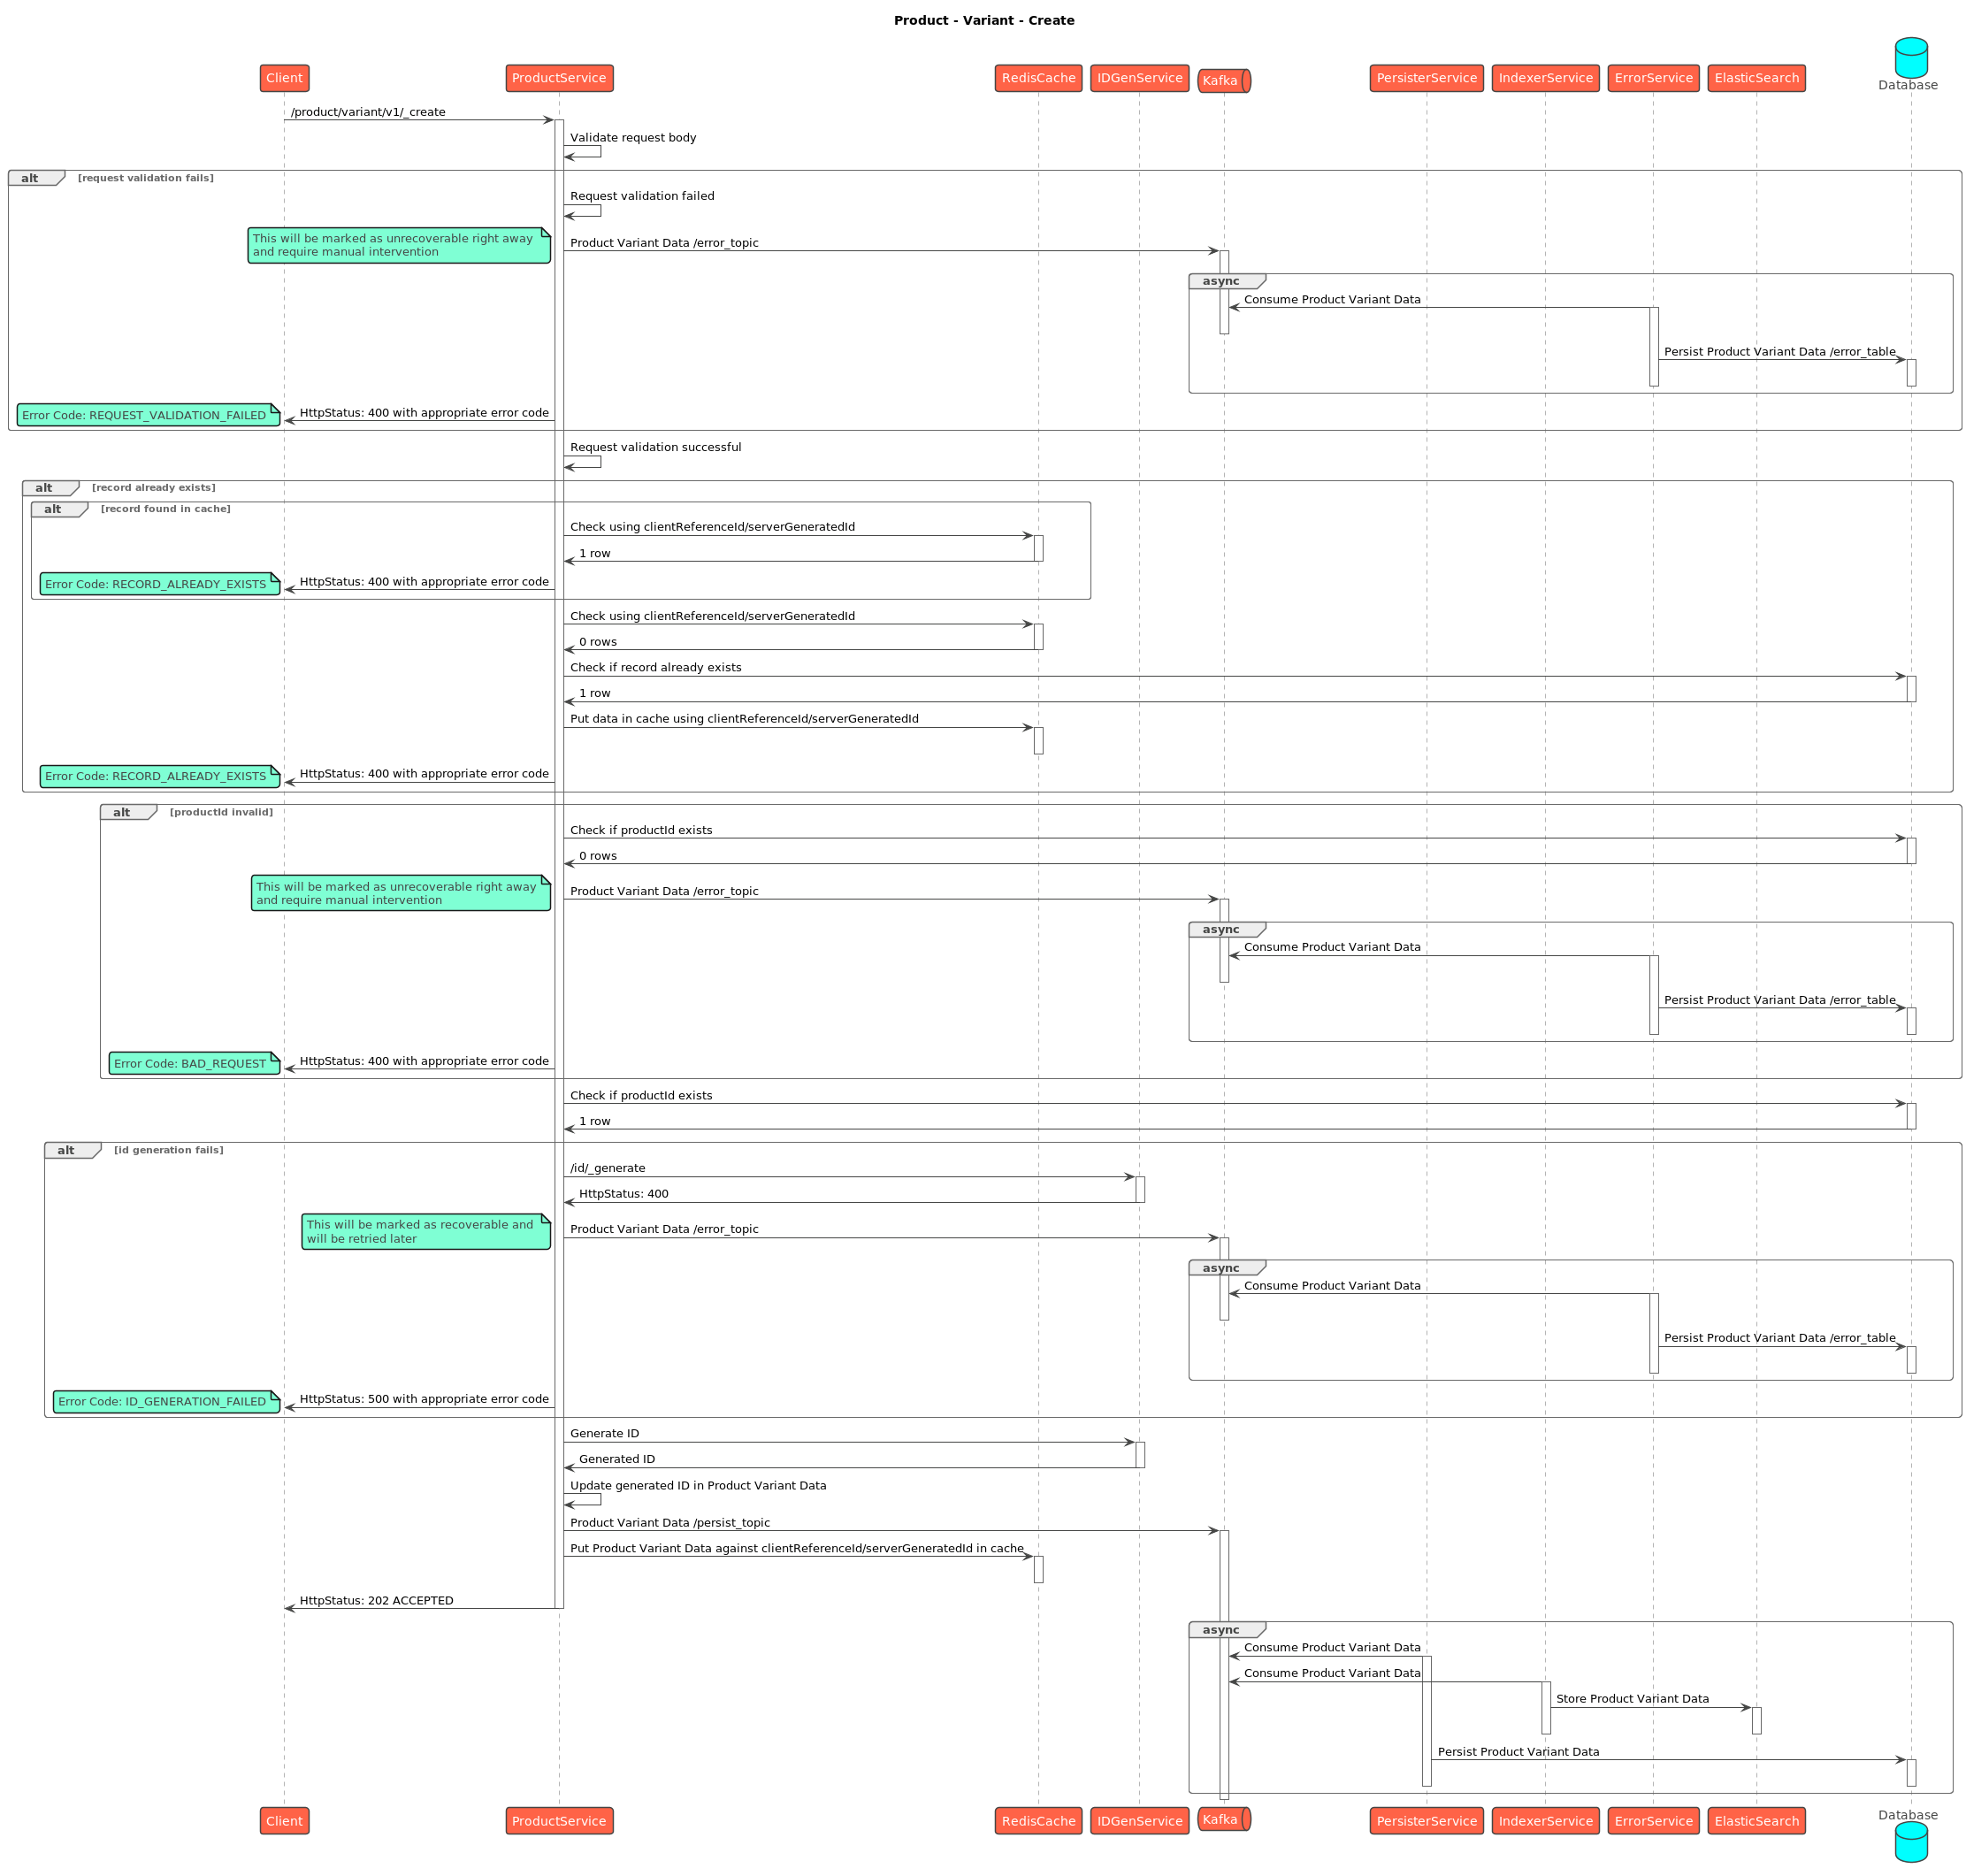 Product - Variant - Create
Client
ProductService
RedisCache
IDGenService
Kafka
PersisterService
IndexerService
ErrorService
ElasticSearch
Database
/product/variant/v1/_create
Validate request body
alt [request validation fails]
Request validation failed
This will be marked as unrecoverable right away
and require manual intervention
Product Variant Data /error_topic
async
Consume Product Variant Data
Persist Product Variant Data /error_table
Error Code: REQUEST_VALIDATION_FAILED
HttpStatus: 400 with appropriate error code
Request validation successful
alt [record already exists]
alt [record found in cache]
Check using clientReferenceId/serverGeneratedId
1 row
Error Code: RECORD_ALREADY_EXISTS
HttpStatus: 400 with appropriate error code
Check using clientReferenceId/serverGeneratedId
0 rows
Check if record already exists
1 row
Put data in cache using clientReferenceId/serverGeneratedId
Error Code: RECORD_ALREADY_EXISTS
HttpStatus: 400 with appropriate error code
alt [productId invalid]
Check if productId exists
0 rows
This will be marked as unrecoverable right away
and require manual intervention
Product Variant Data /error_topic
async
Consume Product Variant Data
Persist Product Variant Data /error_table
Error Code: BAD_REQUEST
HttpStatus: 400 with appropriate error code
Check if productId exists
1 row
alt [id generation fails]
/id/_generate
HttpStatus: 400
This will be marked as recoverable and
will be retried later
Product Variant Data /error_topic
async
Consume Product Variant Data
Persist Product Variant Data /error_table
Error Code: ID_GENERATION_FAILED
HttpStatus: 500 with appropriate error code
Generate ID
Generated ID
Update generated ID in Product Variant Data
Product Variant Data /persist_topic
Put Product Variant Data against clientReferenceId/serverGeneratedId in cache
HttpStatus: 202 ACCEPTED
async
Consume Product Variant Data
Consume Product Variant Data
Store Product Variant Data
Persist Product Variant Data
Client
ProductService
RedisCache
IDGenService
Kafka
PersisterService
IndexerService
ErrorService
ElasticSearch
Database